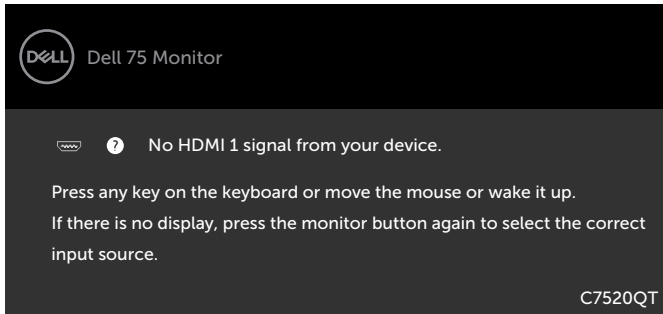 DELL Dell 75 Monitor
? No HDMI 1 signal from your device.
Press any key on the keyboard or move the mouse or wake it up.
If there is no display, press the monitor button again to select the correct
input source.
C7520QT